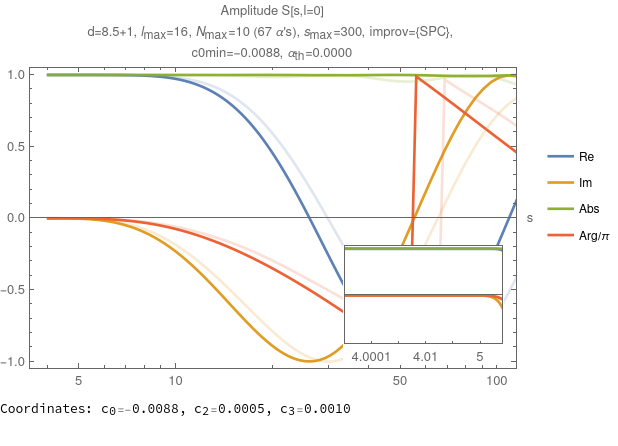 Amplitude S[s,l=0]
d=8.5+1, lmax=16, Nmax=10 (67 α's), smax=300, improv={SPC},
c0min=-0.0088, αth=0.0000
1.0
0.5
0.0
-0.5
-1.0
s
Re
Im
Abs
Arg/π
4.0001 4.01 5
5 10 50 100
Coordinates: c0=-0.0088, c2=0.0005, c3=0.0010